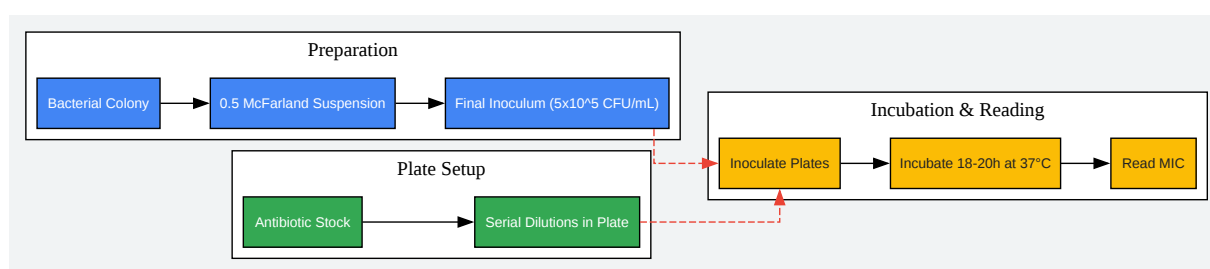 Preparation
Bacterial Colony
0.5 McFarland Suspension
Final Inoculum (5x10^5 CFU/mL)
Plate Setup
Antibiotic Stock
Serial Dilutions in Plate
Incubation & Reading
Inoculate Plates
Incubate 18-20h at 37°C
Read MIC